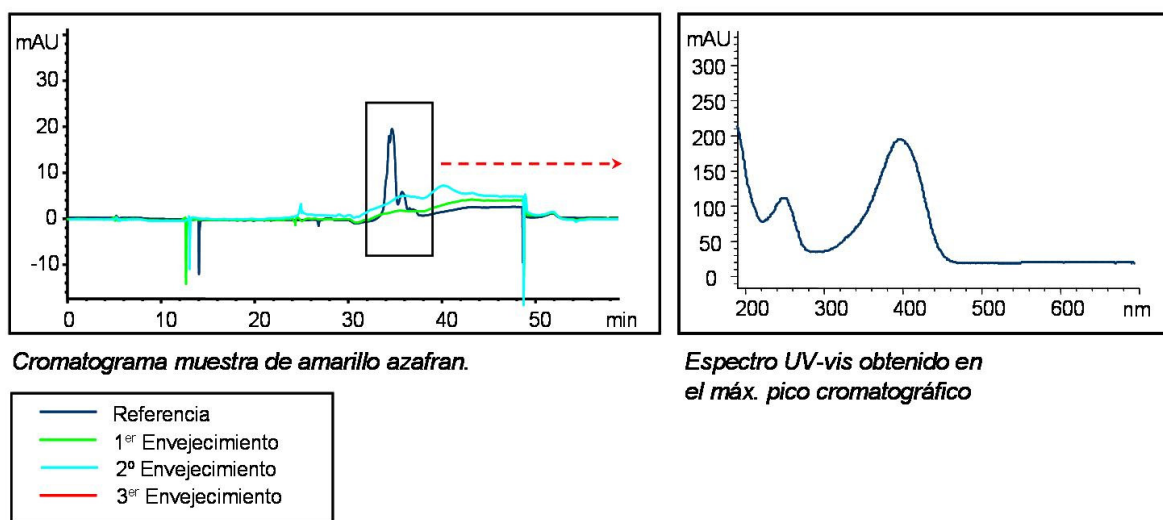 mAU
40
30
20
10
0
-10
0
10
20
30
40
50
min
Cromatograma muestra de amarillo azafran.
mAU
300
250
200
150
100
50
0
200
300
400
500
600
nm
Espectro UV-vis obtenido en
el máx. pico cromatográfico
Referencia
1er Envejecimiento
2º Envejecimiento
3er Envejecimiento